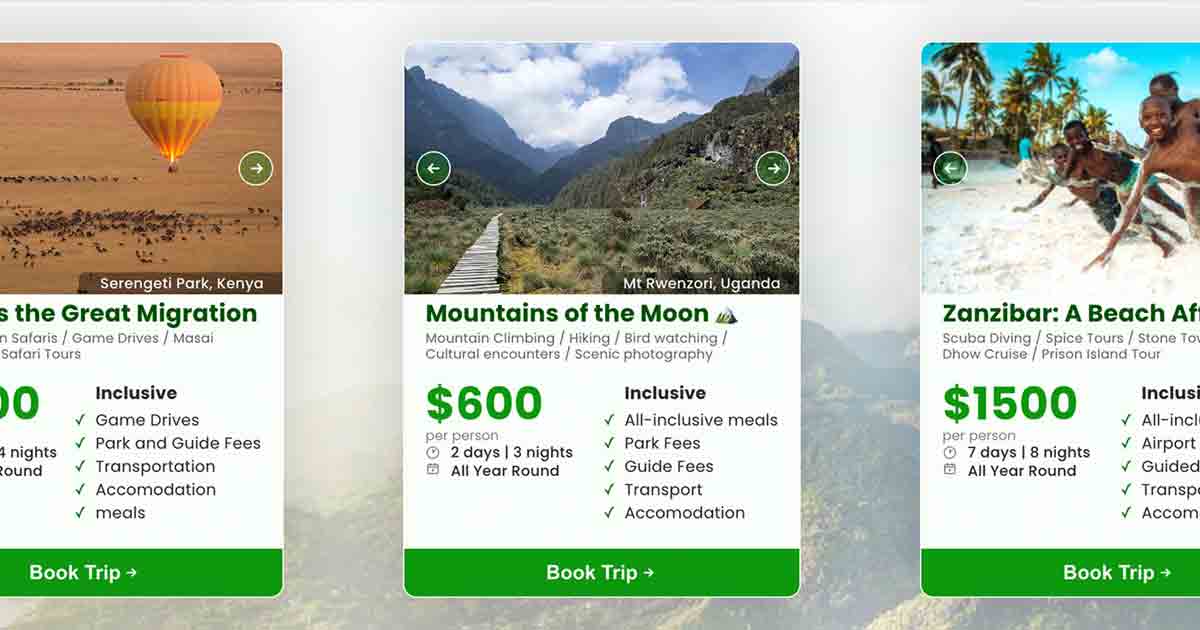 Serengeti Park, Kenya
s the Great Migration
n Safaris / Game Drives / Masai
Safari Tours
00
4 nights
Round
Inclusive
✓ Game Drives
✓ Park and Guide Fees
✓ Transportation
✓ Accomodation
✓ meals
Book Trip →
Mt Rwenzori, Uganda
Mountains of the Moon
Mountain Climbing / Hiking / Bird watching /
Cultural encounters / Scenic photography
$600
per person
2 days | 3 nights
All Year Round
Inclusive
✓ All-inclusive meals
✓ Park Fees
✓ Guide Fees
✓ Transport
✓ Accomodation
Book Trip →
Zanzibar: A Beach Af
Scuba Diving / Spice Tours / Stone Tow
Dhow Cruise / Prison Island Tour
$1500
per person
7 days | 8 nights
All Year Round
Inclusi
✓ All-incl
✓ Airport
✓ Guided
✓ Transpo
✓ Accom
Book Trip →